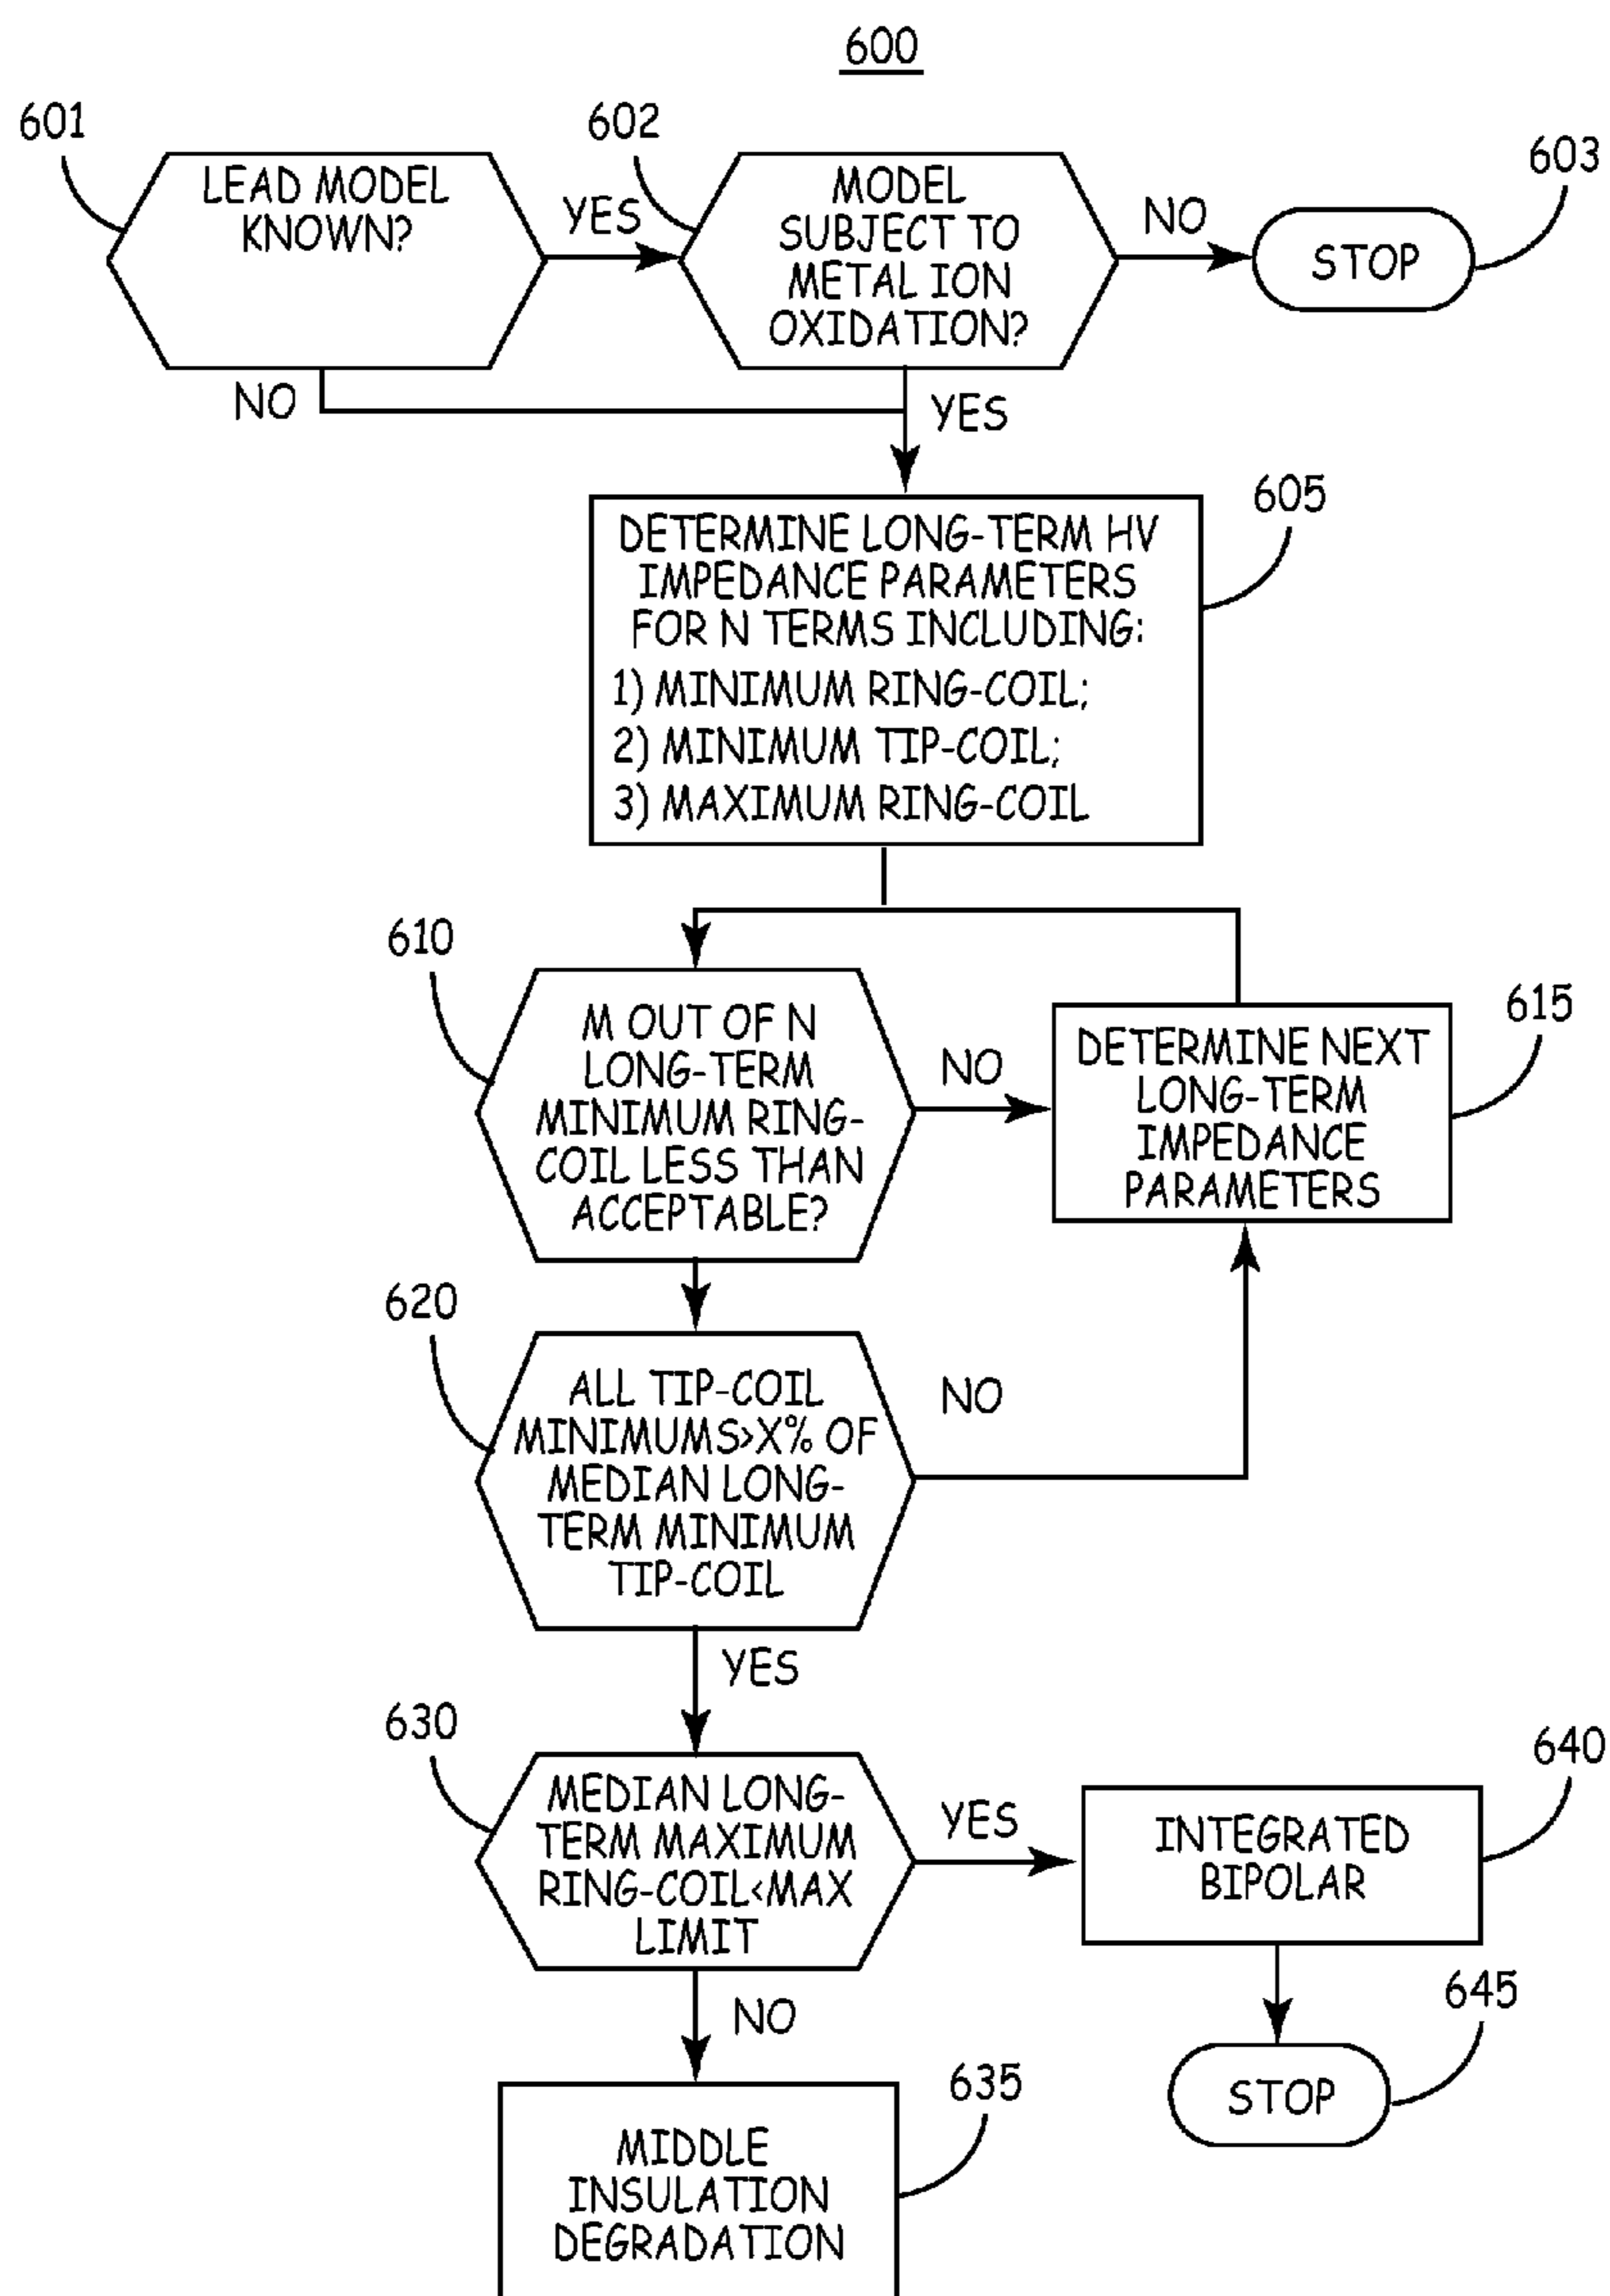 600
601
LEAD MODEL
KNOWN?
YES
602
MODEL
SUBJECT TO
METAL ION
OXIDATION?
NO
603
STOP
NO
YES
605
DETERMINE LONG-TERM HV
IMPEDANCE PARAMETERS
FOR N TERMS INCLUDING:
1) MINIMUM RING-COIL;
2) MINIMUM TIP-COIL;
3) MAXIMUM RING-COIL
610
M OUT OF N
LONG-TERM
MINIMUM RING-
COIL LESS THAN
ACCEPTABLE?
NO
615
DETERMINE NEXT
LONG-TERM
IMPEDANCE
PARAMETERS
620
ALL TIP-COIL
MINIMUMS>X% OF
MEDIAN LONG-
TERM MINIMUM
TIP-COIL
NO
YES
630
MEDIAN LONG-
TERM MAXIMUM
RING-COIL<MAX
LIMIT
YES
640
INTEGRATED
BIPOLAR
645
STOP
NO
635
MIDDLE
INSULATION
DEGRADATION